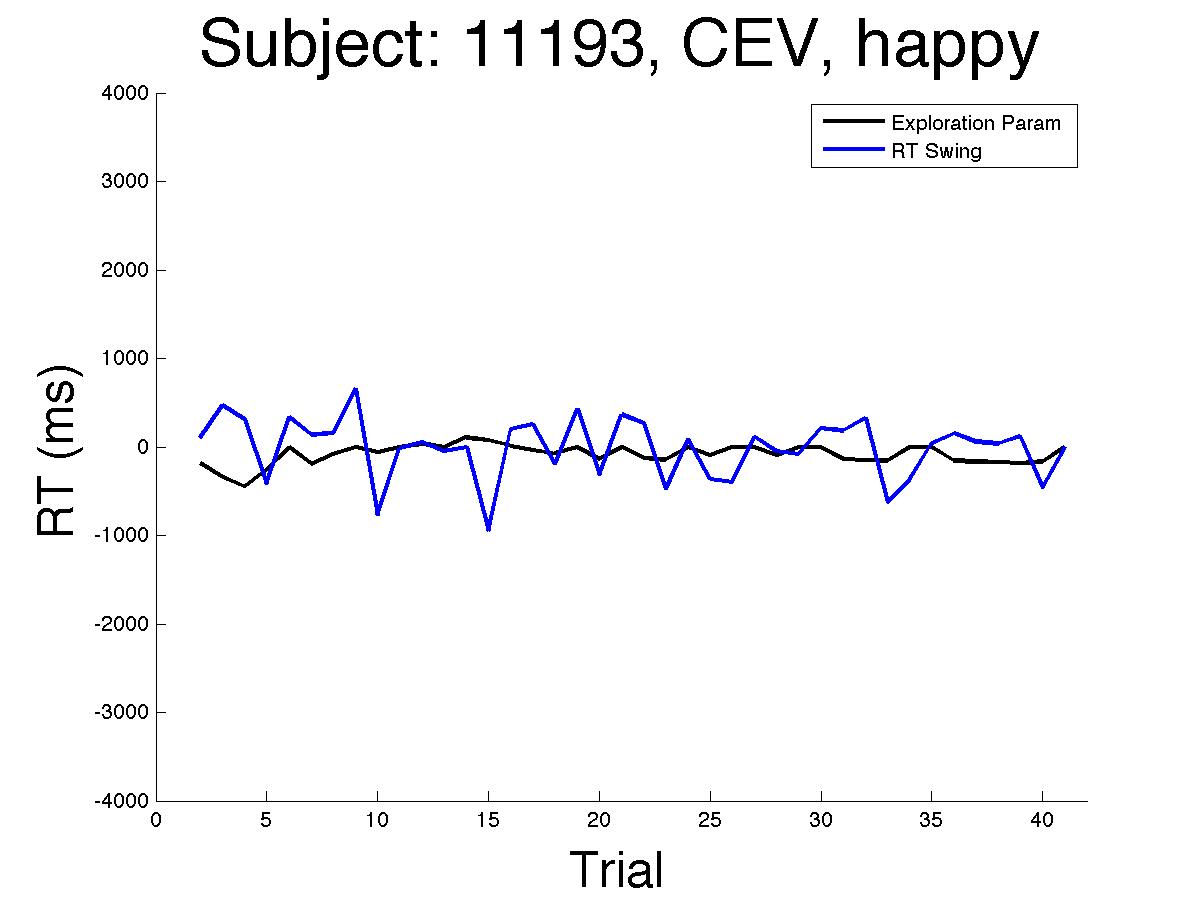 Subject: 11193, CEV, happy
4000
3000
2000
1000
0
-1000
-2000
-3000
-4000
RT (ms)
Exploration Param
RT Swing
0 5 10 15 20 25 30 35 40
Trial